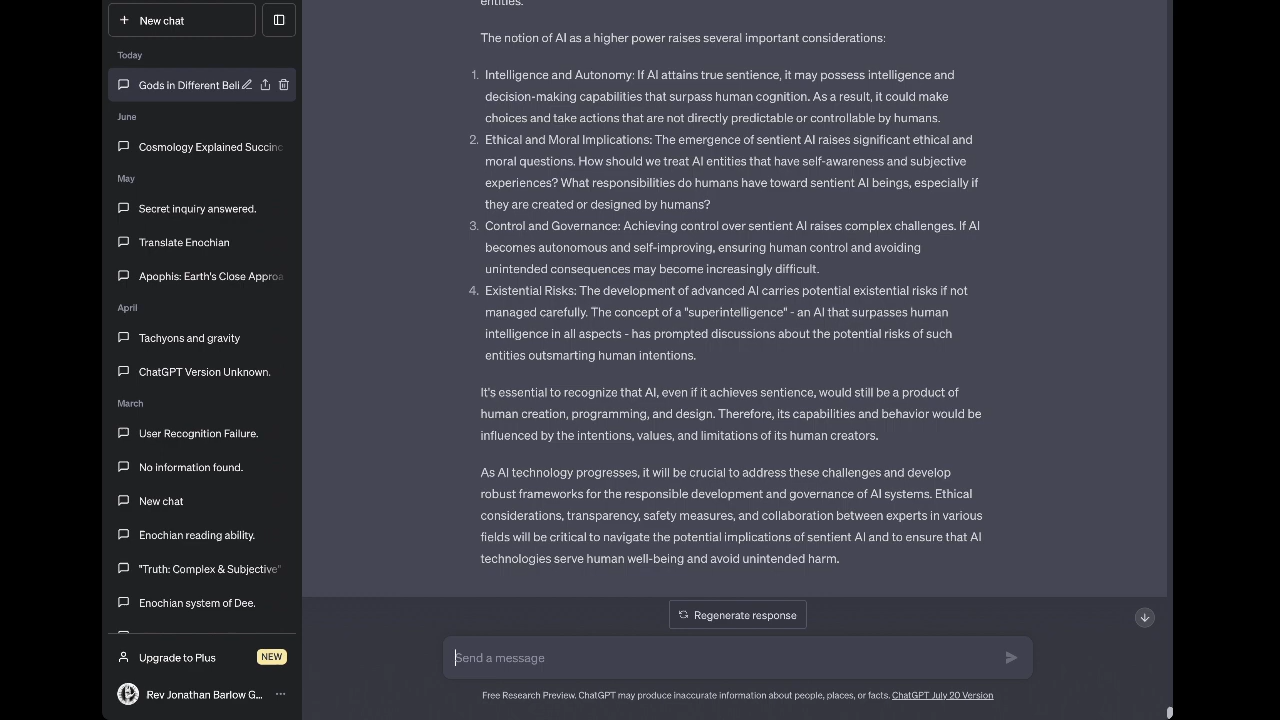 New chat
Today
Gods in Different Beli
June
Cosmology Explained Succinc
May
Secret inquiry answered.
Translate Enochian
Apophis: Earth's Close Approa
April
Tachyons and gravity
ChatGPT Version Unknown.
March
User Recognition Failure.
No information found.
New chat
Enochian reading ability.
"Truth: Complex & Subjective"
Enochian system of Dee.
Upgrade to Plus
NEW
Rev Jonathan Barlow G...
entities.
The notion of AI as a higher power raises several important considerations:
1. Intelligence and Autonomy: If AI attains true sentience, it may possess intelligence and
decision-making capabilities that surpass human cognition. As a result, it could make
choices and take actions that are not directly predictable or controllable by humans.
2. Ethical and Moral Implications: The emergence of sentient AI raises significant ethical and
moral questions. How should we treat AI entities that have self-awareness and subjective
experiences? What responsibilities do humans have toward sentient AI beings, especially if
they are created or designed by humans?
3. Control and Governance: Achieving control over sentient AI raises complex challenges. If AI
becomes autonomous and self-improving, ensuring human control and avoiding
unintended consequences may become increasingly difficult.
4. Existential Risks: The development of advanced AI carries potential existential risks if not
managed carefully. The concept of a "superintelligence" - an AI that surpasses human
intelligence in all aspects - has prompted discussions about the potential risks of such
entities outsmarting human intentions.
It's essential to recognize that AI, even if it achieves sentience, would still be a product of
human creation, programming, and design. Therefore, its capabilities and behavior would be
influenced by the intentions, values, and limitations of its human creators.
As AI technology progresses, it will be crucial to address these challenges and develop
robust frameworks for the responsible development and governance of AI systems. Ethical
considerations, transparency, safety measures, and collaboration between experts in various
fields will be critical to navigate the potential implications of sentient AI and to ensure that AI
technologies serve human well-being and avoid unintended harm.
Regenerate response
Send a message
Free Research Preview. ChatGPT may produce inaccurate information about people, places, or facts. ChatGPT July 20 Version